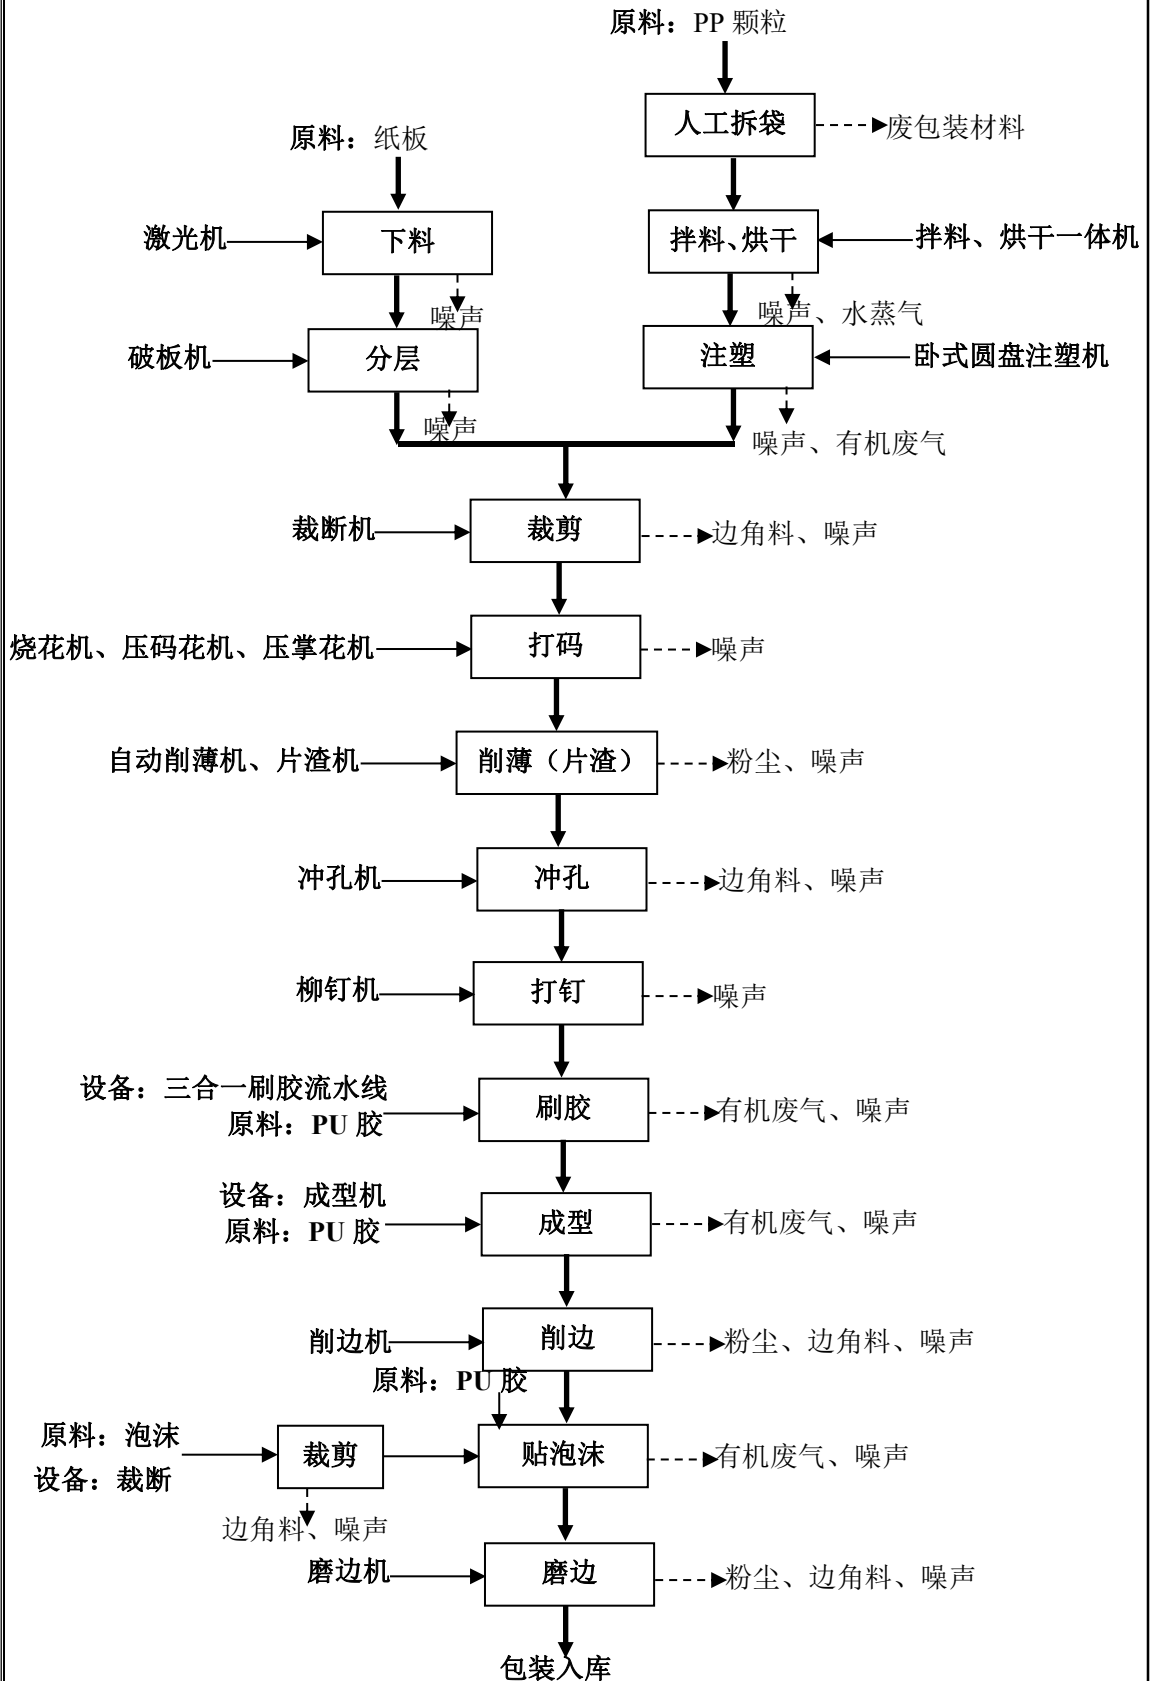 原料：PP 颗粒
人工拆袋
废包装材料
原料：纸板
激光机
下料
拌料、烘干
拌料、烘干一体机
噪声
噪声、水蒸气
破板机
分层
注塑
卧式圆盘注塑机
噪声
噪声、有机废气
裁断机
裁剪
边角料、噪声
烧花机、压码花机、压掌花机
打码
噪声
自动削薄机、片渣机
削薄（片渣）
粉尘、噪声
冲孔机
冲孔
边角料、噪声
柳钉机
打钉
噪声
设备：三合一刷胶流水线
原料：PU 胶
刷胶
有机废气、噪声
设备：成型机
原料：PU 胶
成型
有机废气、噪声
削边机
削边
粉尘、边角料、噪声
原料：PU 胶
原料：泡沫
设备：裁断
裁剪
贴泡沫
有机废气、噪声
边角料、噪声
磨边机
磨边
粉尘、边角料、噪声
包装入库